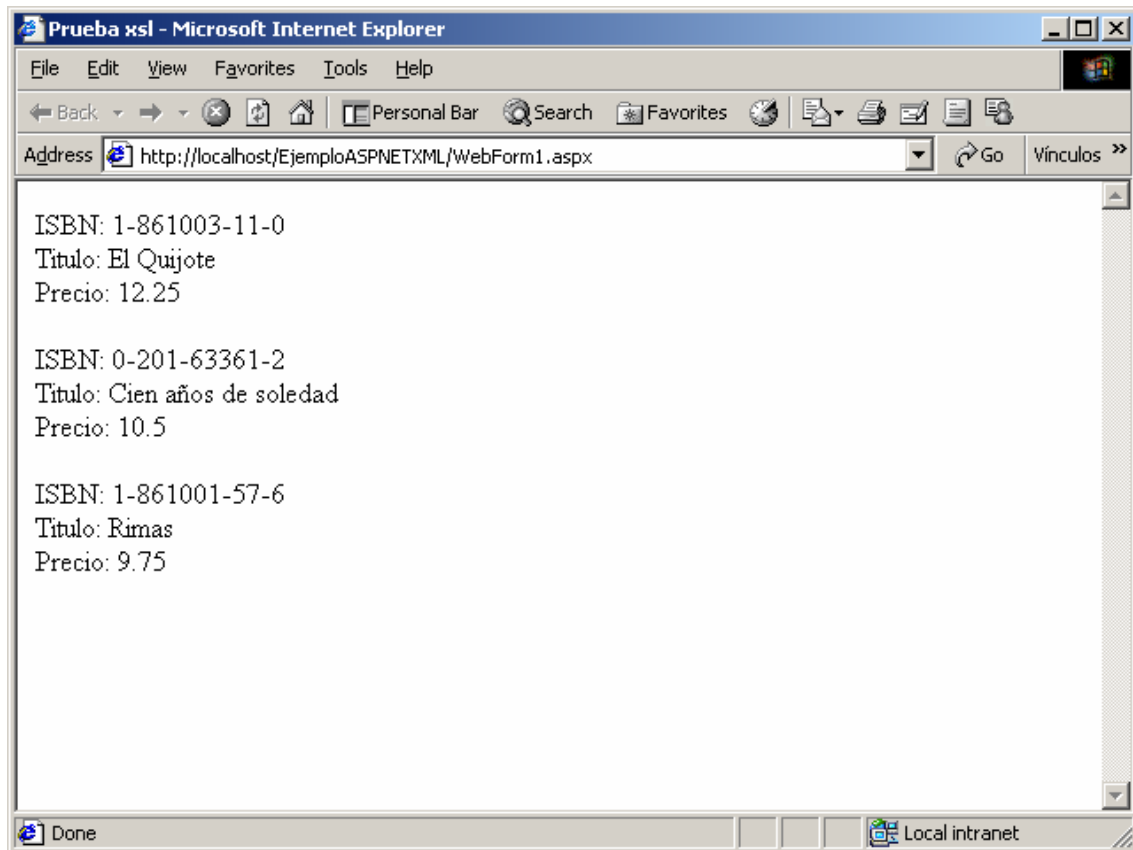 Prueba xsl - Microsoft Internet Explorer
File Edit View Favorites Tools Help
Back Personal Bar Search Favorites
Address http://localhost/EjemploASPNETXML/WebForm1.aspx Go Vínculos »
ISBN: 1-861003-11-0
Titulo: El Quijote
Precio: 12.25
ISBN: 0-201-63361-2
Titulo: Cien años de soledad
Precio: 10.5
ISBN: 1-861001-57-6
Titulo: Rimas
Precio: 9.75
Done Local intranet